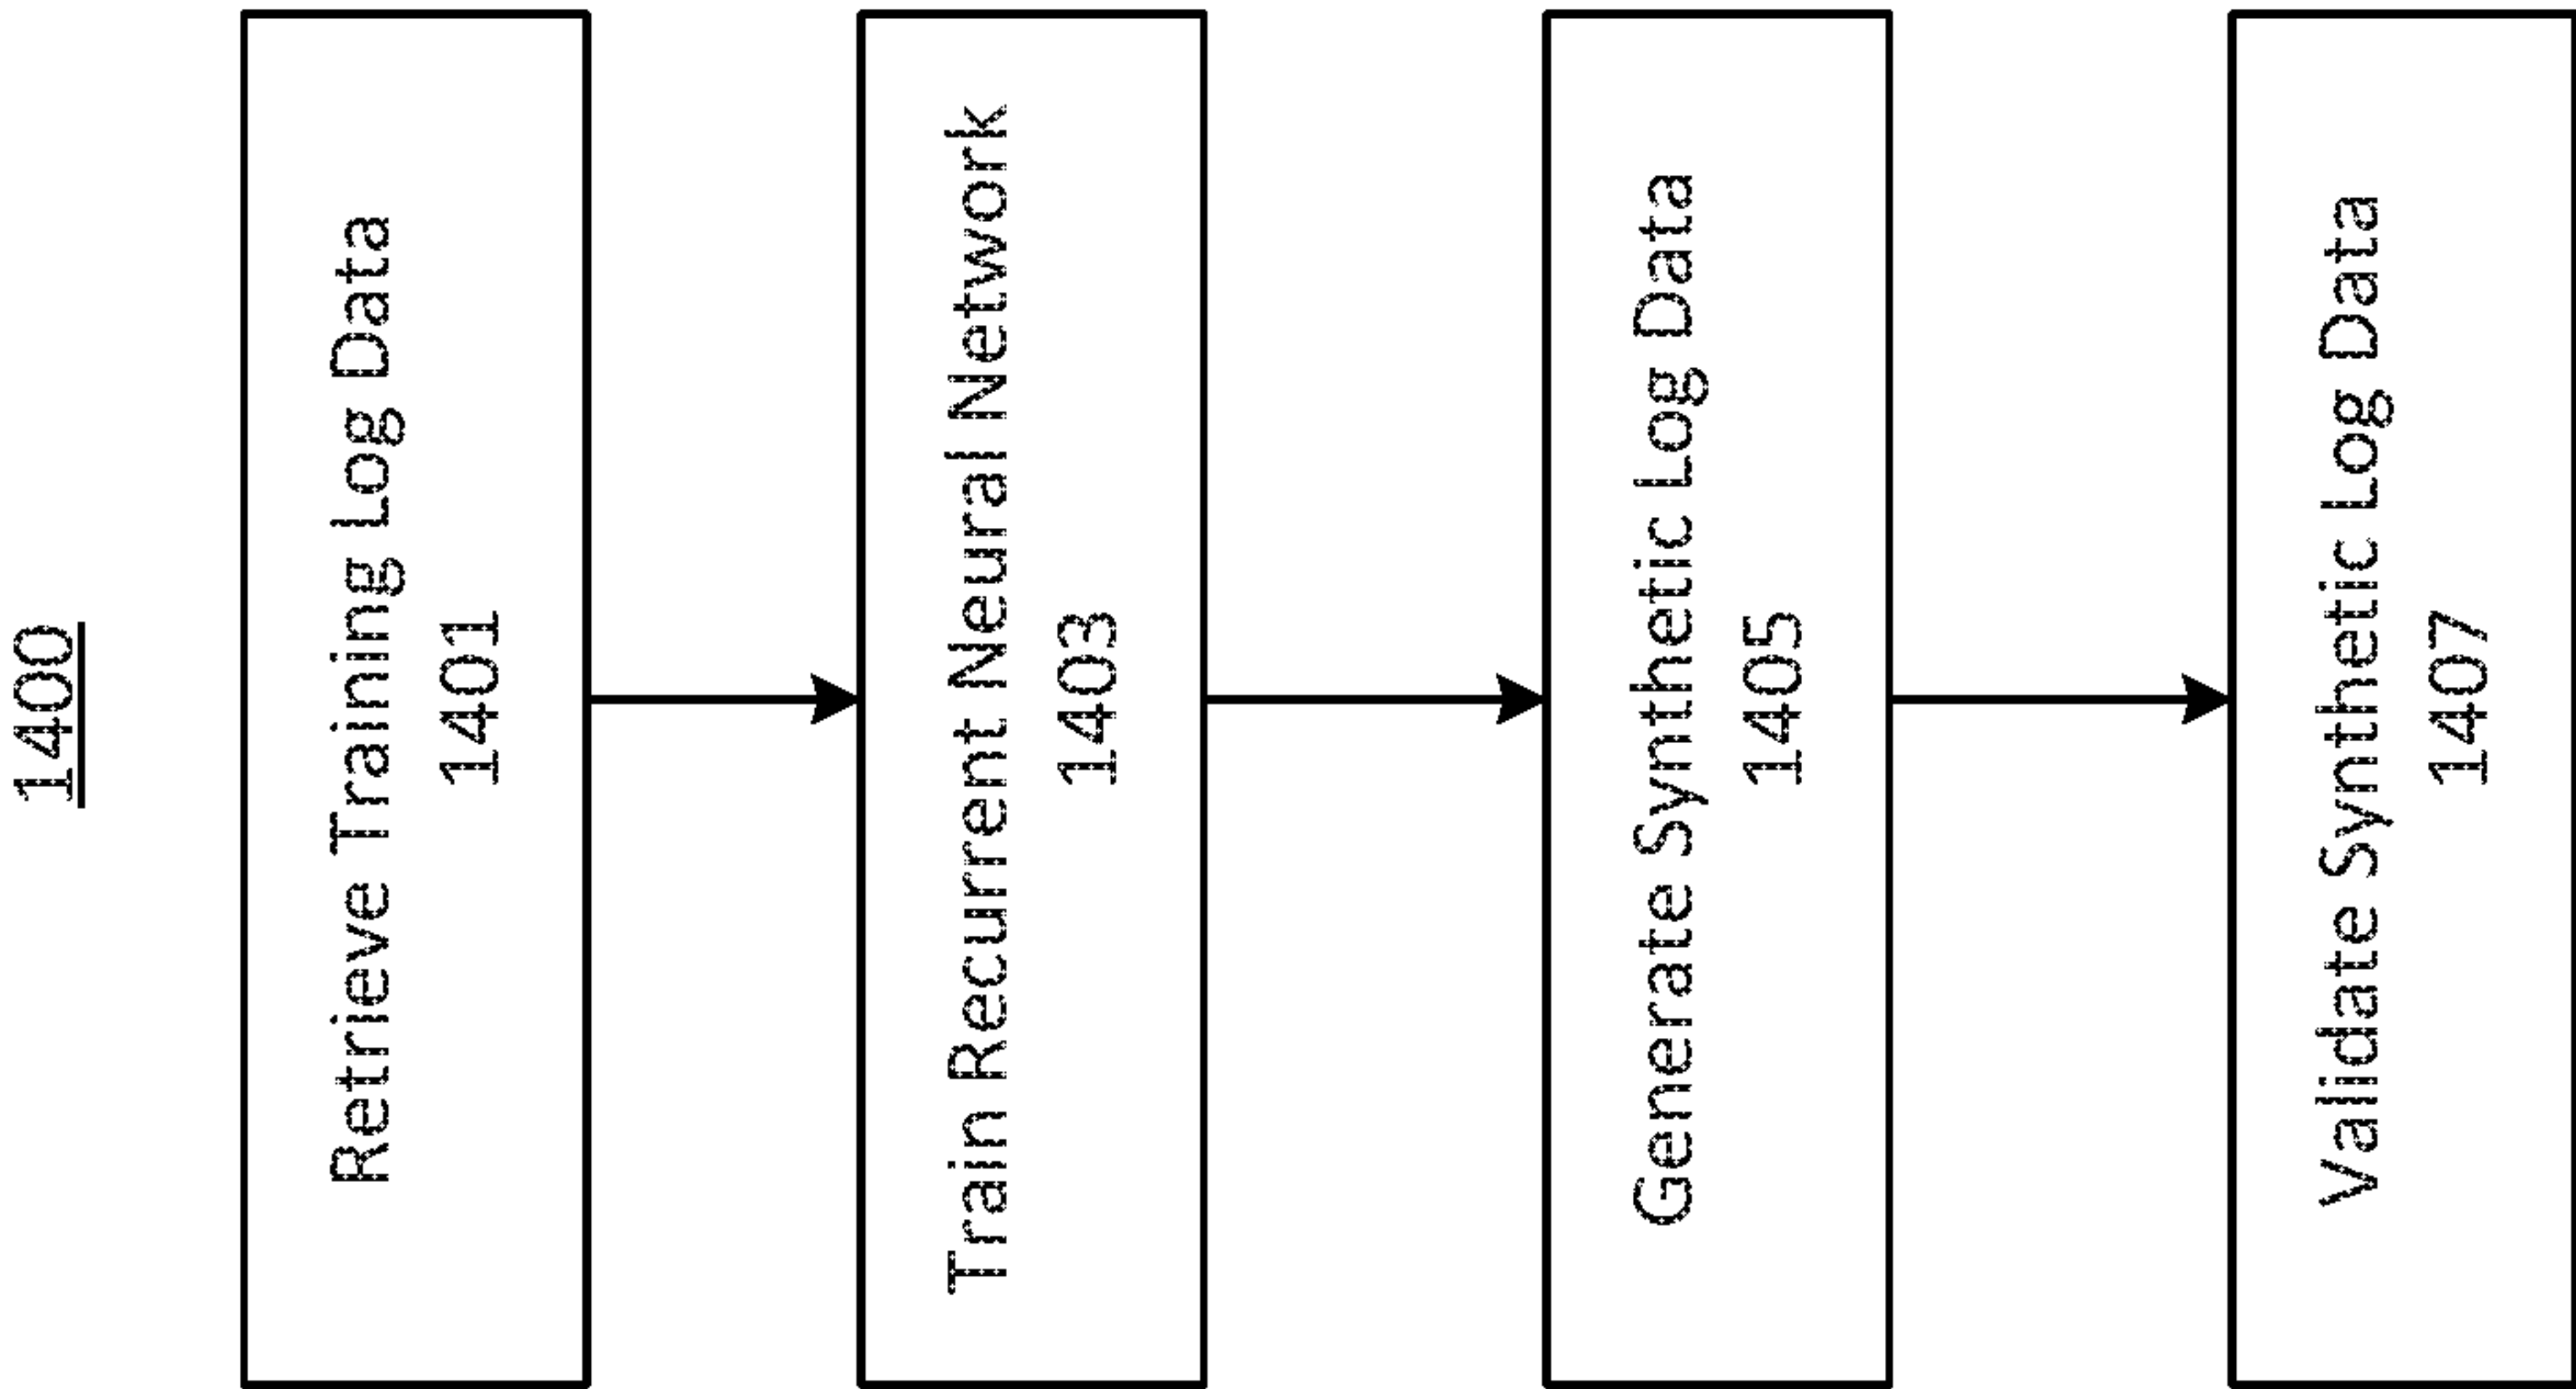 1400
Retrieve Training Log Data
1401
Train Recurrent Neural Network
1403
Generate Synthetic Log Data
1405
Validate Synthetic Log Data
1407